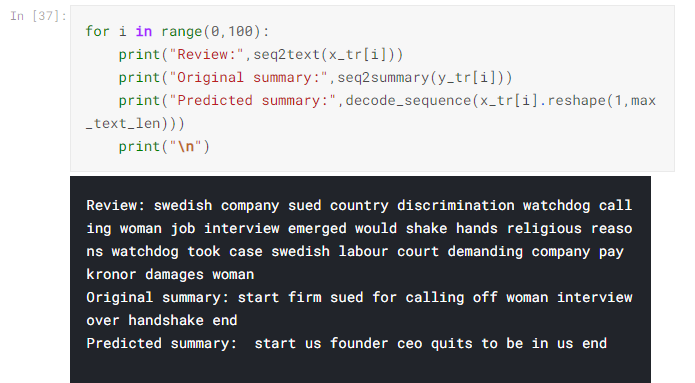 In [37]:
for i in range(0,100):
    print("Review:",seq2text(x_tr[i]))
    print("Original summary:",seq2summary(y_tr[i]))
    print("Predicted summary:",decode_sequence(x_tr[i].reshape(1,max
_text_len)))
    print("\n")
Review: swedish company sued country discrimination watchdog call
ing woman job interview emerged would shake hands religious reaso
ns watchdog took case swedish labour court demanding company pay
kronor damages woman
Original summary: start firm sued for calling off woman interview
over handshake end
Predicted summary:  start us founder ceo quits to be in us end